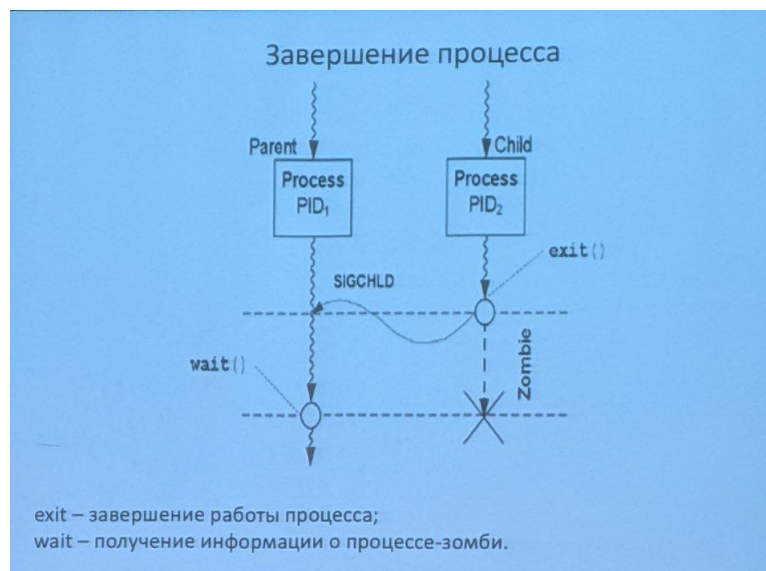 Завершение процесса
Parent
Child
Process
PID₁
Process
PID₂
exit()
SIGCHLD
Zombie
wait()
exit – завершение работы процесса;
wait – получение информации о процессе-зомби.